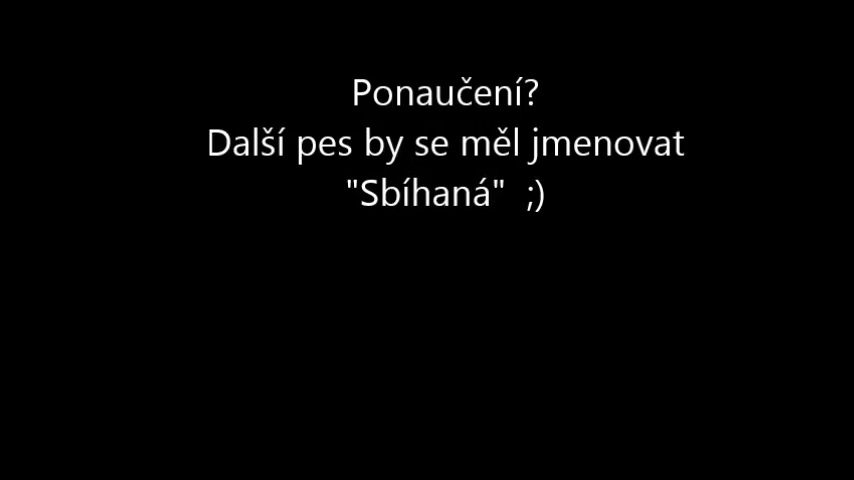 Ponaučení?
Další pes by se měl jmenovat
"Sbíhaná"  ;)